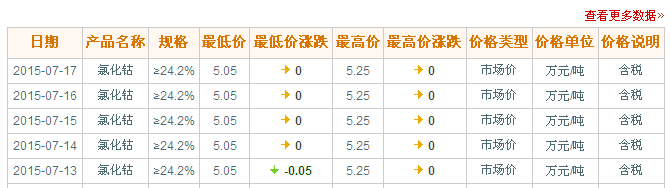 查看更多数据»
日期 产品名称 规格 最低价 最低价涨跌 最高价 最高价涨跌 价格类型 价格单位 价格说明
2015-07-17 氯化钴 ≥24.2% 5.05 → 0 5.25 → 0 市场价 万元/吨 含税
2015-07-16 氯化钴 ≥24.2% 5.05 → 0 5.25 → 0 市场价 万元/吨 含税
2015-07-15 氯化钴 ≥24.2% 5.05 → 0 5.25 → 0 市场价 万元/吨 含税
2015-07-14 氯化钴 ≥24.2% 5.05 → 0 5.25 → 0 市场价 万元/吨 含税
2015-07-13 氯化钴 ≥24.2% 5.05 ↓ -0.05 5.25 → 0 市场价 万元/吨 含税